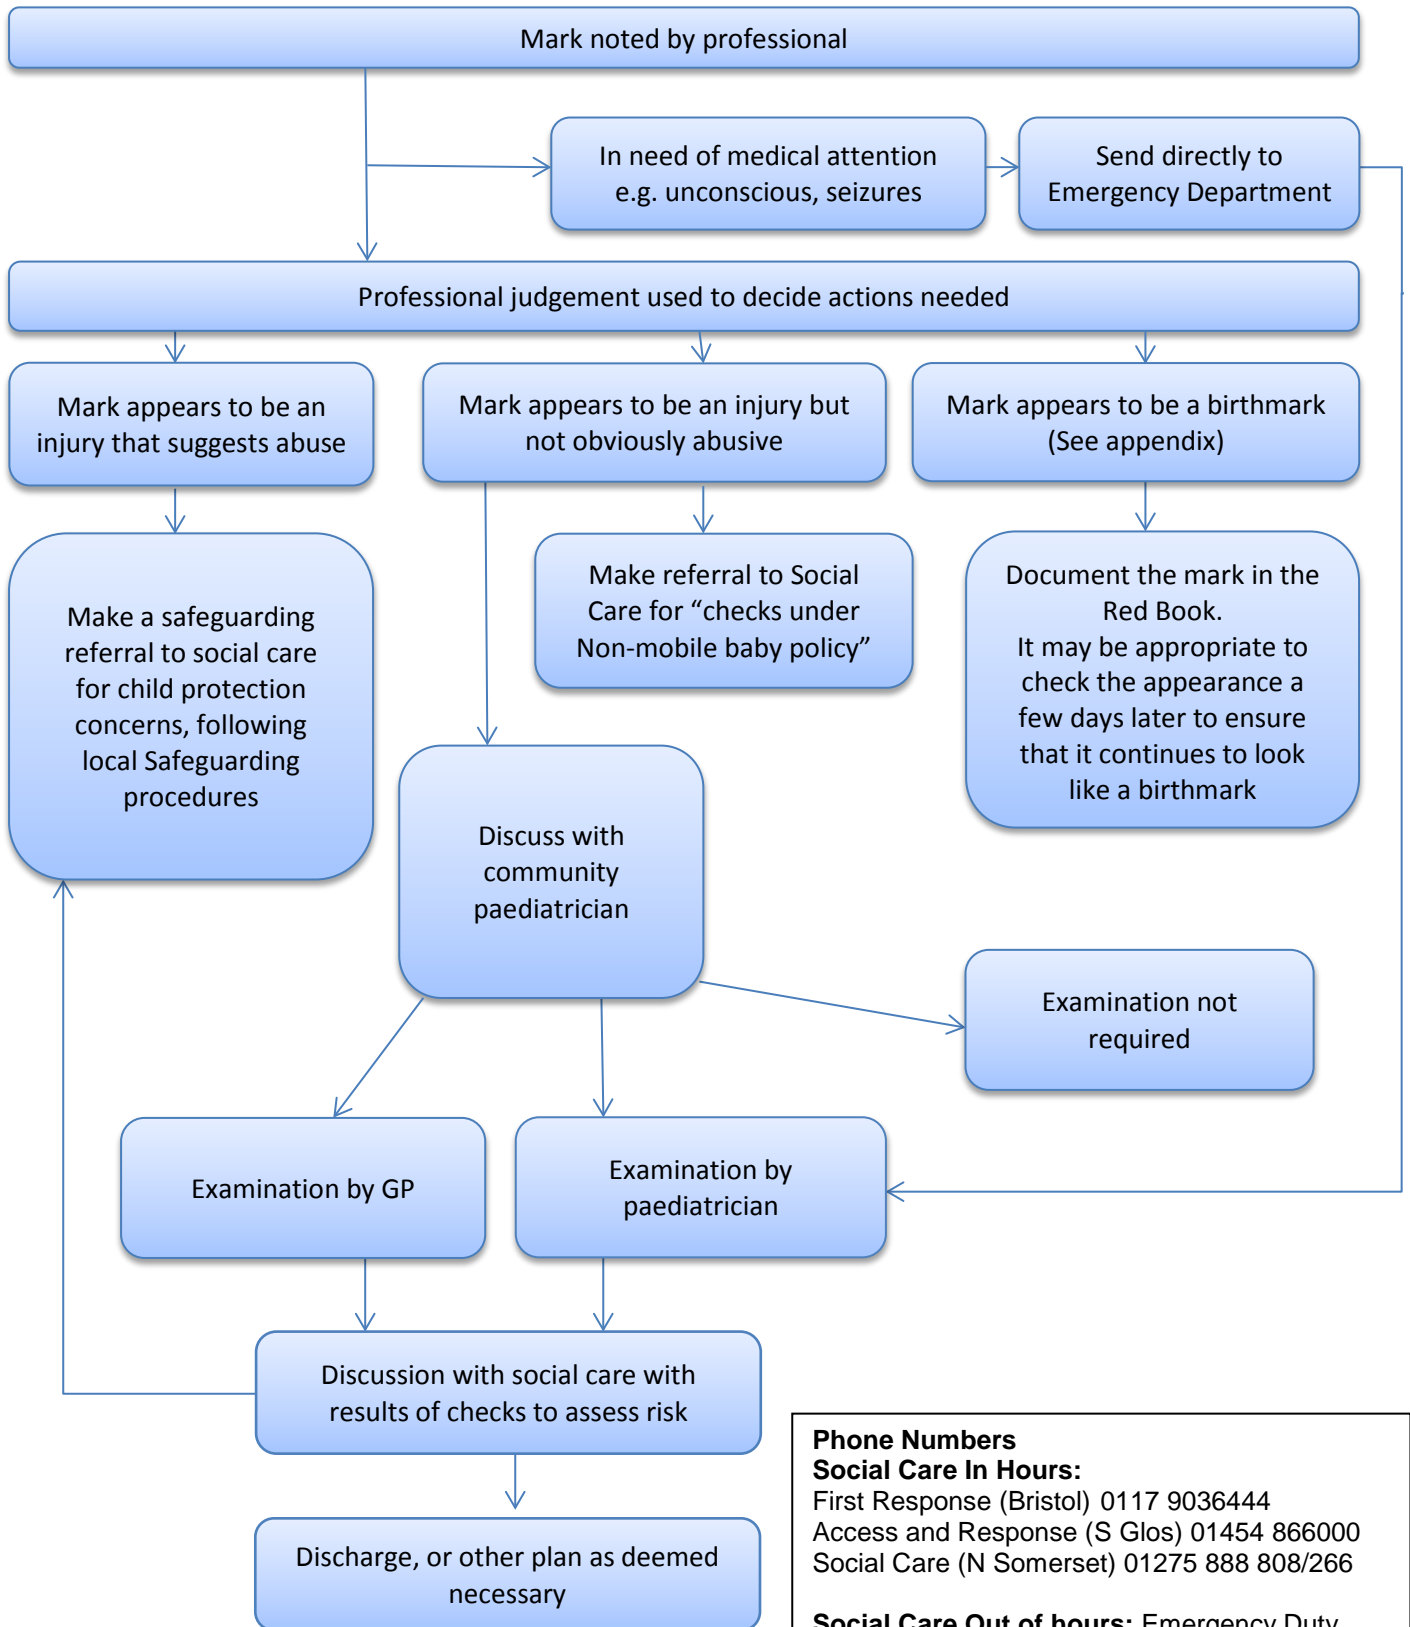 Mark noted by professional
In need of medical attention
e.g. unconscious, seizures
Send directly to
Emergency Department
Professional judgement used to decide actions needed
Mark appears to be an
injury that suggests abuse
Mark appears to be an injury but
not obviously abusive
Mark appears to be a birthmark
(See appendix)
Make a safeguarding
referral to social care
for child protection
concerns, following
local Safeguarding
procedures
Make referral to Social
Care for “checks under
Non-mobile baby policy”
Document the mark in the
Red Book.
It may be appropriate to
check the appearance a
few days later to ensure
that it continues to look
like a birthmark
Discuss with
community
paediatrician
Examination not
required
Examination by GP
Examination by
paediatrician
Discussion with social care with
results of checks to assess risk
Discharge, or other plan as deemed
necessary
Phone Numbers
Social Care In Hours:
First Response (Bristol) 0117 9036444
Access and Response (S Glos) 01454 866000
Social Care (N Somerset) 01275 888 808/266
Social Care Out of hours: Emergency Duty